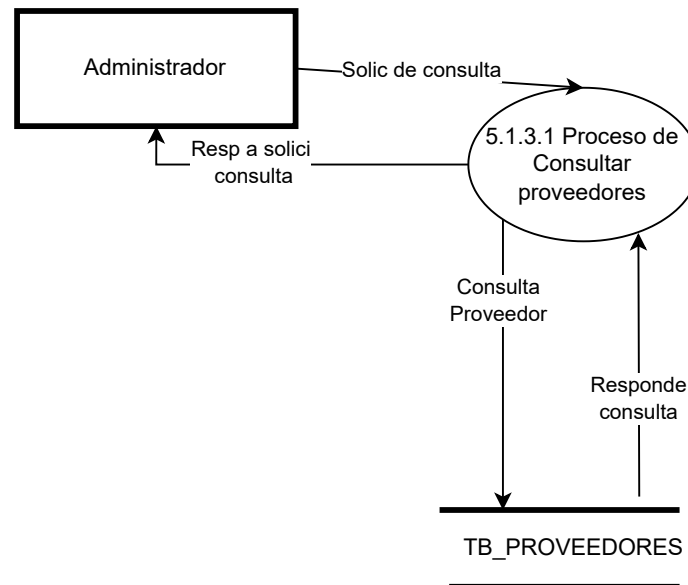 Administrador
Solic de consulta
5.1.3.1 Proceso de
Consultar
proveedores
Resp a solici
consulta
Consulta
Proveedor
Responde
consulta
TB_PROVEEDORES